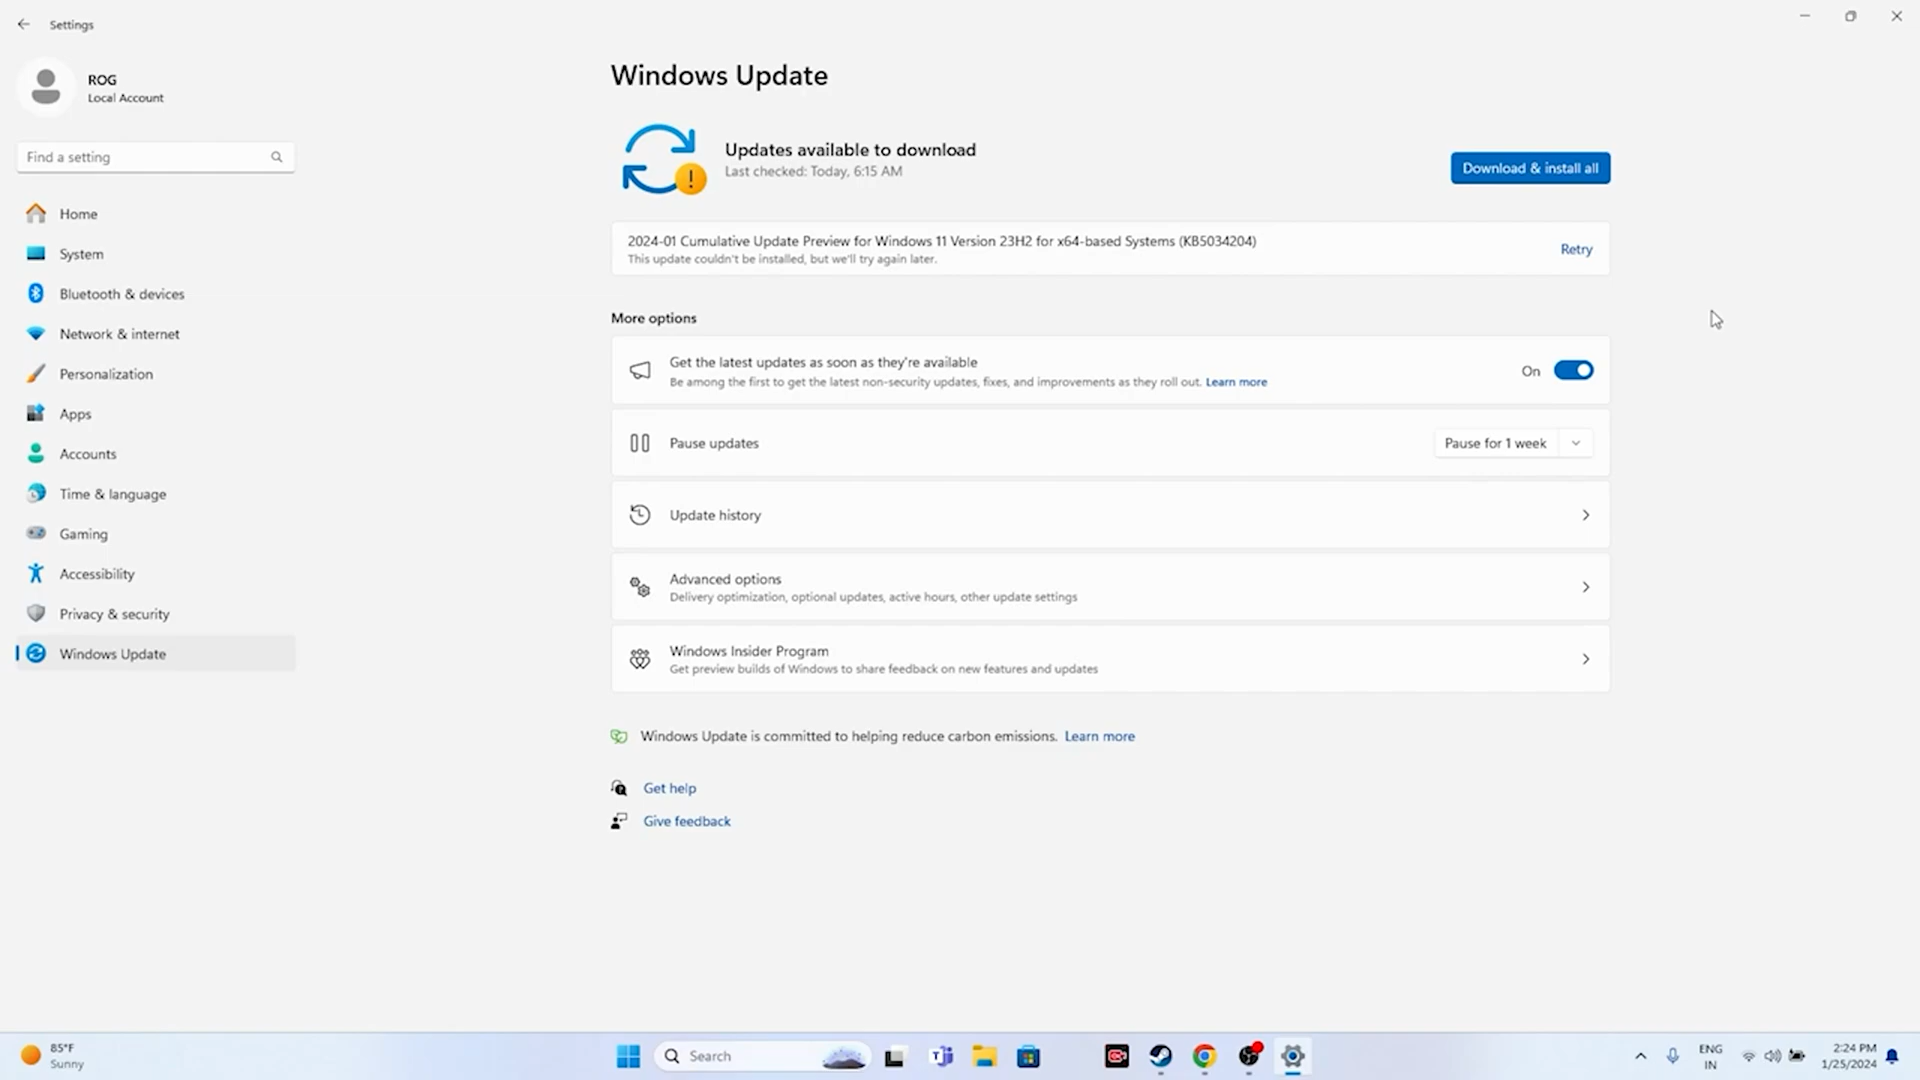 Settings
ROG
Local Account
Find a setting
Home
System
Bluetooth & devices
Network & internet
Personalization
Apps
Accounts
Time & language
Gaming
Accessibility
Privacy & security
Windows Update
Windows Update
Updates available to download
Last checked: Today, 6:15 AM
Download & install all
2024-01 Cumulative Update Preview for Windows 11 Version 23H2 for x64-based Systems (KB5034204)
This update couldn't be installed, but we'll try again later.
Retry
More options
Get the latest updates as soon as they're available
Be among the first to get the latest non-security updates, fixes, and improvements as they roll out. Learn more
On
Pause updates
Pause for 1 week
Update history
Advanced options
Delivery optimization, optional updates, active hours, other update settings
Windows Insider Program
Get preview builds of Windows to share feedback on new features and updates
Windows Update is committed to helping reduce carbon emissions. Learn more
Get help
Give feedback
85°F
Sunny
Search
ENG
IN
2:24 PM
1/25/2024